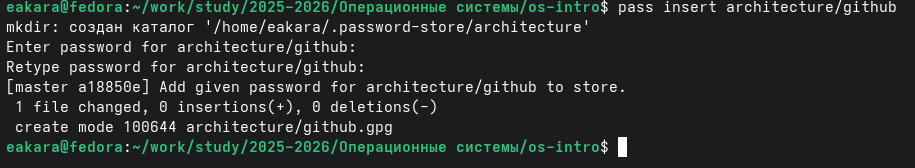 eakara@fedora:~/work/study/2025-2026/Операционные системы/os-intro$ pass insert architecture/github
mkdir: создан каталог '/home/eakara/.password-store/architecture'
Enter password for architecture/github:
Retype password for architecture/github:
[master a18850e] Add given password for architecture/github to store.
 1 file changed, 0 insertions(+), 0 deletions(-)
 create mode 100644 architecture/github.gpg
eakara@fedora:~/work/study/2025-2026/Операционные системы/os-intro$